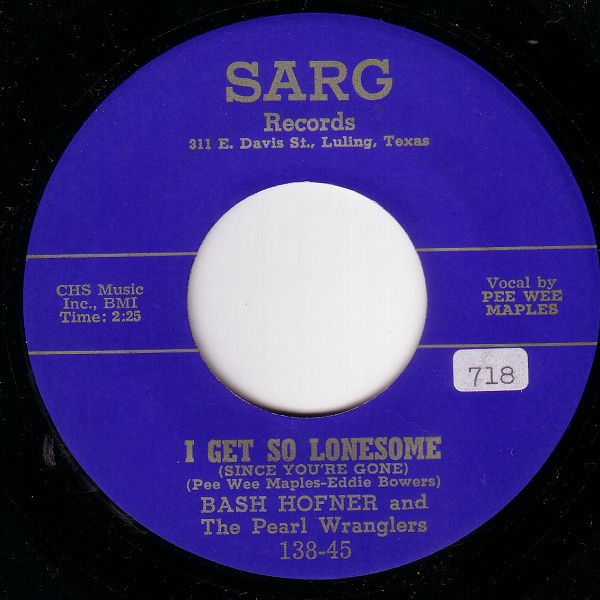 SARG
Records
311 E. Davis St., Luling, Texas
CHS Music
Inc., BMI
Time: 2:25
Vocal by
PEE WEE
MAPLES
718
I GET SO LONESOME
(SINCE YOU'RE GONE)
(Pee Wee Maples-Eddie Bowers)
BASH HOFNER and
The Pearl Wranglers
138-45